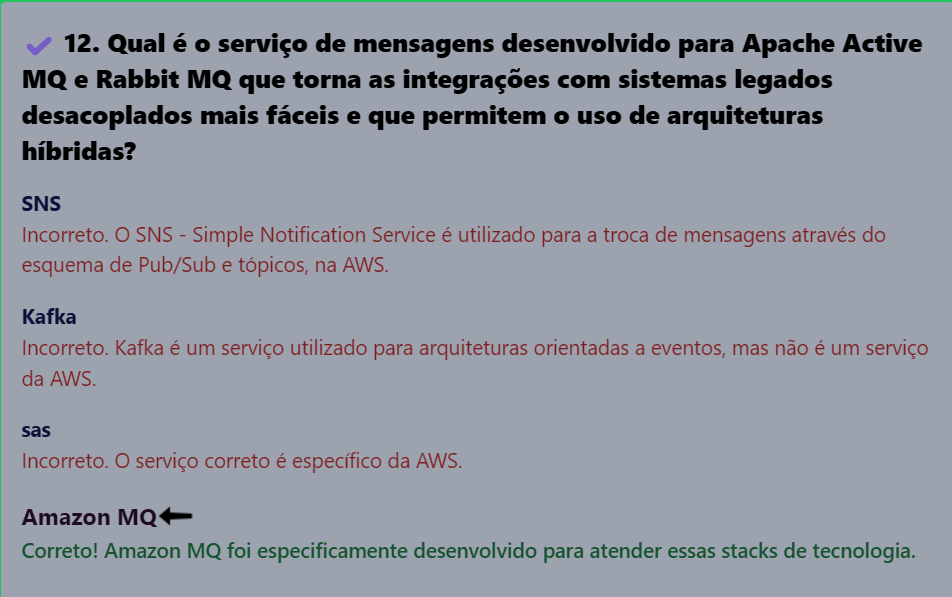 12. Qual é o serviço de mensagens desenvolvido para Apache Active
MQ e Rabbit MQ que torna as integrações com sistemas legados
desacoplados mais fáceis e que permitem o uso de arquiteturas
híbridas?
SNS
Incorreto. O SNS - Simple Notification Service é utilizado para a troca de mensagens através do
esquema de Pub/Sub e tópicos, na AWS.
Kafka
Incorreto. Kafka é um serviço utilizado para arquiteturas orientadas a eventos, mas não é um serviço
da AWS.
sas
Incorreto. O serviço correto é específico da AWS.
Amazon MQ
Correto! Amazon MQ foi especificamente desenvolvido para atender essas stacks de tecnologia.